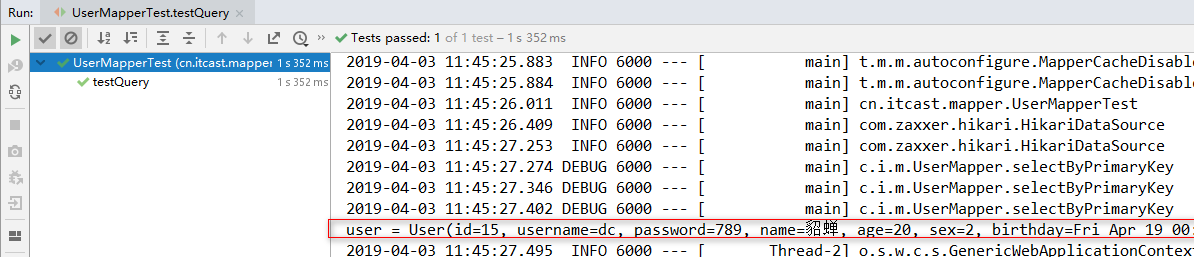 Run: UserMapperTest.testQuery
Tests passed: 1 of 1 test – 1 s 352 ms
UserMapperTest (cn.itcast.mapper 1 s 352 ms
testQuery 1 s 352 ms
2019-04-03 11:45:25.883 INFO 6000 --- [ main] t.m.m.autoconfigure.MapperCacheDisable
2019-04-03 11:45:25.884 INFO 6000 --- [ main] t.m.m.autoconfigure.MapperCacheDisable
2019-04-03 11:45:26.011 INFO 6000 --- [ main] cn.itcast.mapper.UserMapperTest
2019-04-03 11:45:26.409 INFO 6000 --- [ main] com.zaxxer.hikari.HikariDataSource
2019-04-03 11:45:27.253 INFO 6000 --- [ main] com.zaxxer.hikari.HikariDataSource
2019-04-03 11:45:27.274 DEBUG 6000 --- [ main] c.i.m.UserMapper.selectByPrimaryKey
2019-04-03 11:45:27.346 DEBUG 6000 --- [ main] c.i.m.UserMapper.selectByPrimaryKey
2019-04-03 11:45:27.402 DEBUG 6000 --- [ main] c.i.m.UserMapper.selectByPrimaryKey
user = User(id=15, username=dc, password=789, name=貂蝉, age=20, sex=2, birthday=Fri Apr 19 00:
2019-04-03 11:45:27.495 INFO 6000 --- [ Thread-2] o.s.w.c.s.GenericWebApplicationContext